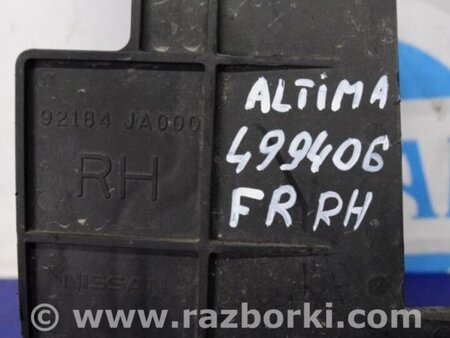 92184 JA000
RH
NISSAN
ALTIMA
499406
FR RH
www.razborki.com